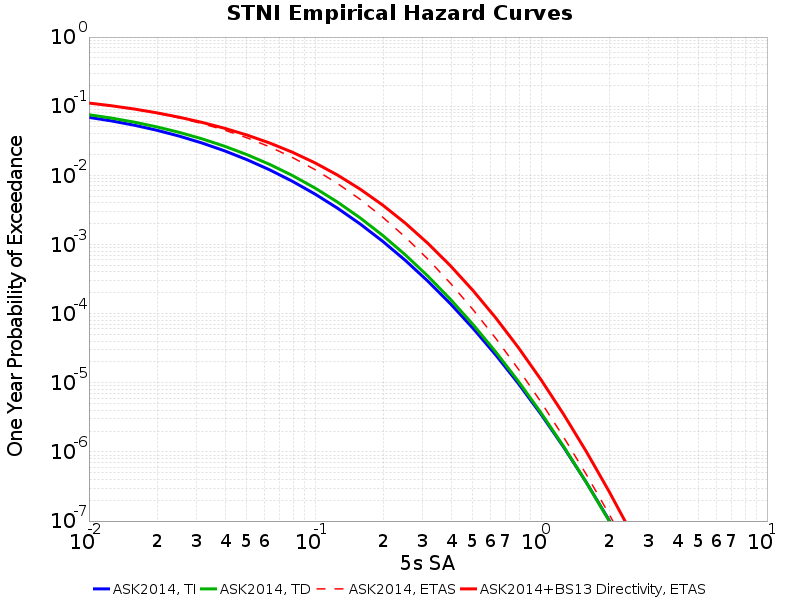 STNI Empirical Hazard Curves
One Year Probability of Exceedance
10^0
10^-1
10^-2
10^-3
10^-4
10^-5
10^-6
10^-7
10^-2 2 3 4 5 6 10^-1 2 3 4 5 6 7 10^0 2 3 4 5 6 7 10^1
5s SA
ASK2014, TI ASK2014, TD ASK2014, ETAS ASK2014+BS13 Directivity, ETAS